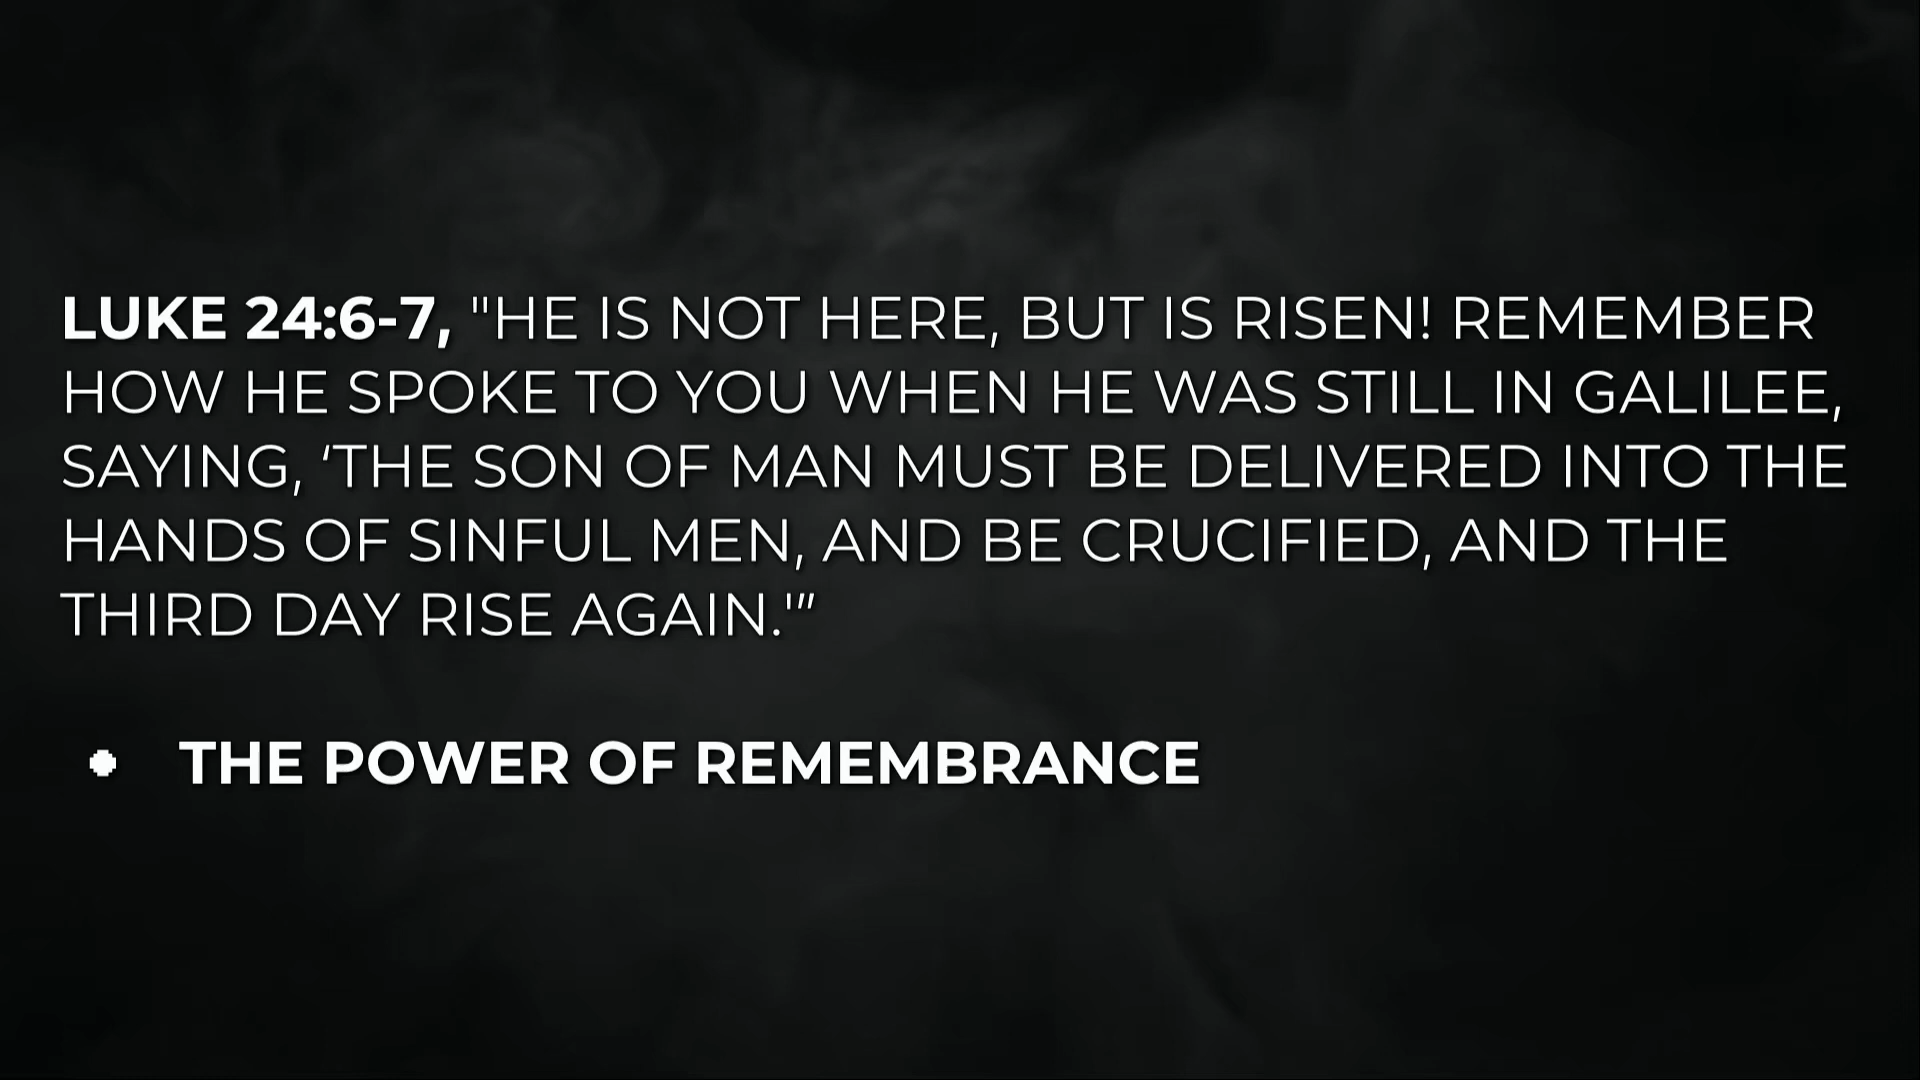 LUKE 24:6-7, "HE IS NOT HERE, BUT IS RISEN! REMEMBER
HOW HE SPOKE TO YOU WHEN HE WAS STILL IN GALILEE,
SAYING, ‘THE SON OF MAN MUST BE DELIVERED INTO THE
HANDS OF SINFUL MEN, AND BE CRUCIFIED, AND THE
THIRD DAY RISE AGAIN.'”
• THE POWER OF REMEMBRANCE